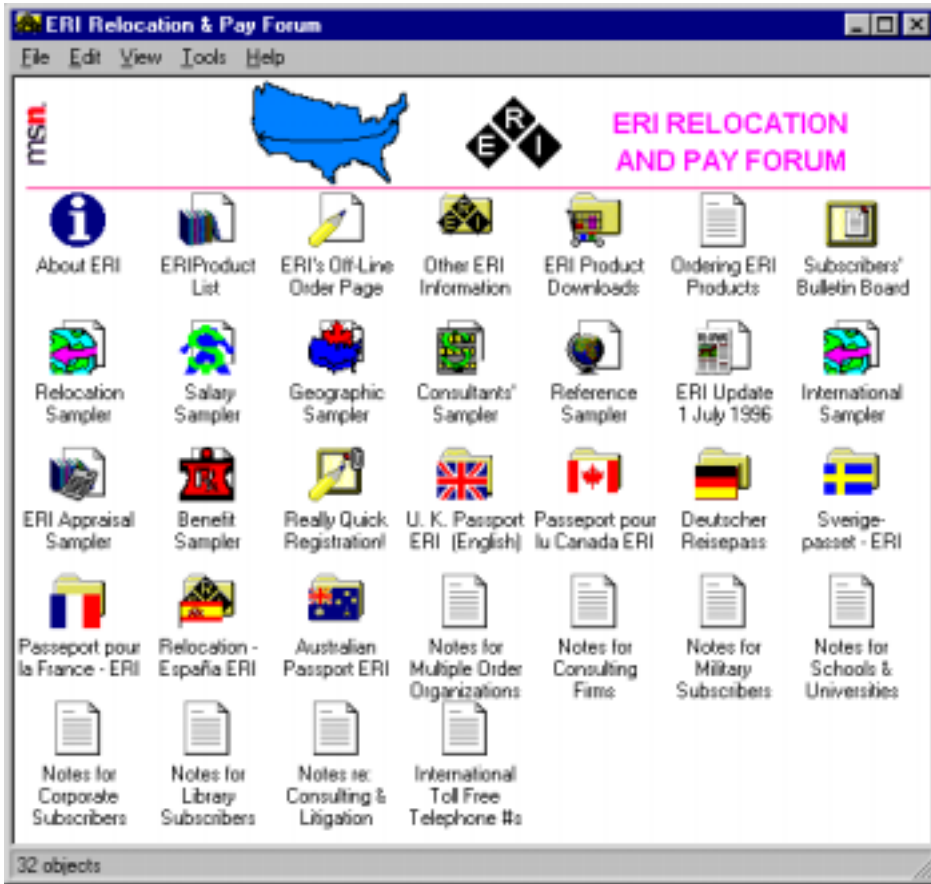 ERI Relocation & Pay Forum
File Edit View Tools Help
msn
E R I
ERI RELOCATION
AND PAY FORUM
About ERI
ERIProduct
List
ERI's Off-Line
Order Page
Other ERI
Information
ERI Product
Downloads
Ordering ERI
Products
Subscribers'
Bulletin Board
Relocation
Sampler
Salary
Sampler
Geographic
Sampler
Consultants'
Sampler
Reference
Sampler
ERI Update
1 July 1996
International
Sampler
ERI Appraisal
Sampler
Benefit
Sampler
Really Quick
Registration!
U. K. Passport
ERI (English)
Passeport pour
lu Canada ERI
Deutscher
Reisepass
Sverige-
passet - ERI
Passeport pour
la France - ERI
Relocation -
España ERI
Australian
Passport ERI
Notes for
Multiple Order
Organizations
Notes for
Consulting
Firms
Notes for
Military
Subscribers
Notes for
Schools &
Universities
Notes for
Corporate
Subscribers
Notes for
Library
Subscribers
Notes re:
Consulting &
Litigation
International
Toll Free
Telephone #s
32 objects